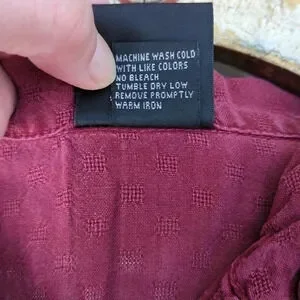 MACHINE WASH COLD
WITH LIKE COLORS
NO BLEACH
TUMBLE DRY LOW
REMOVE PROMPTLY
WARM IRON